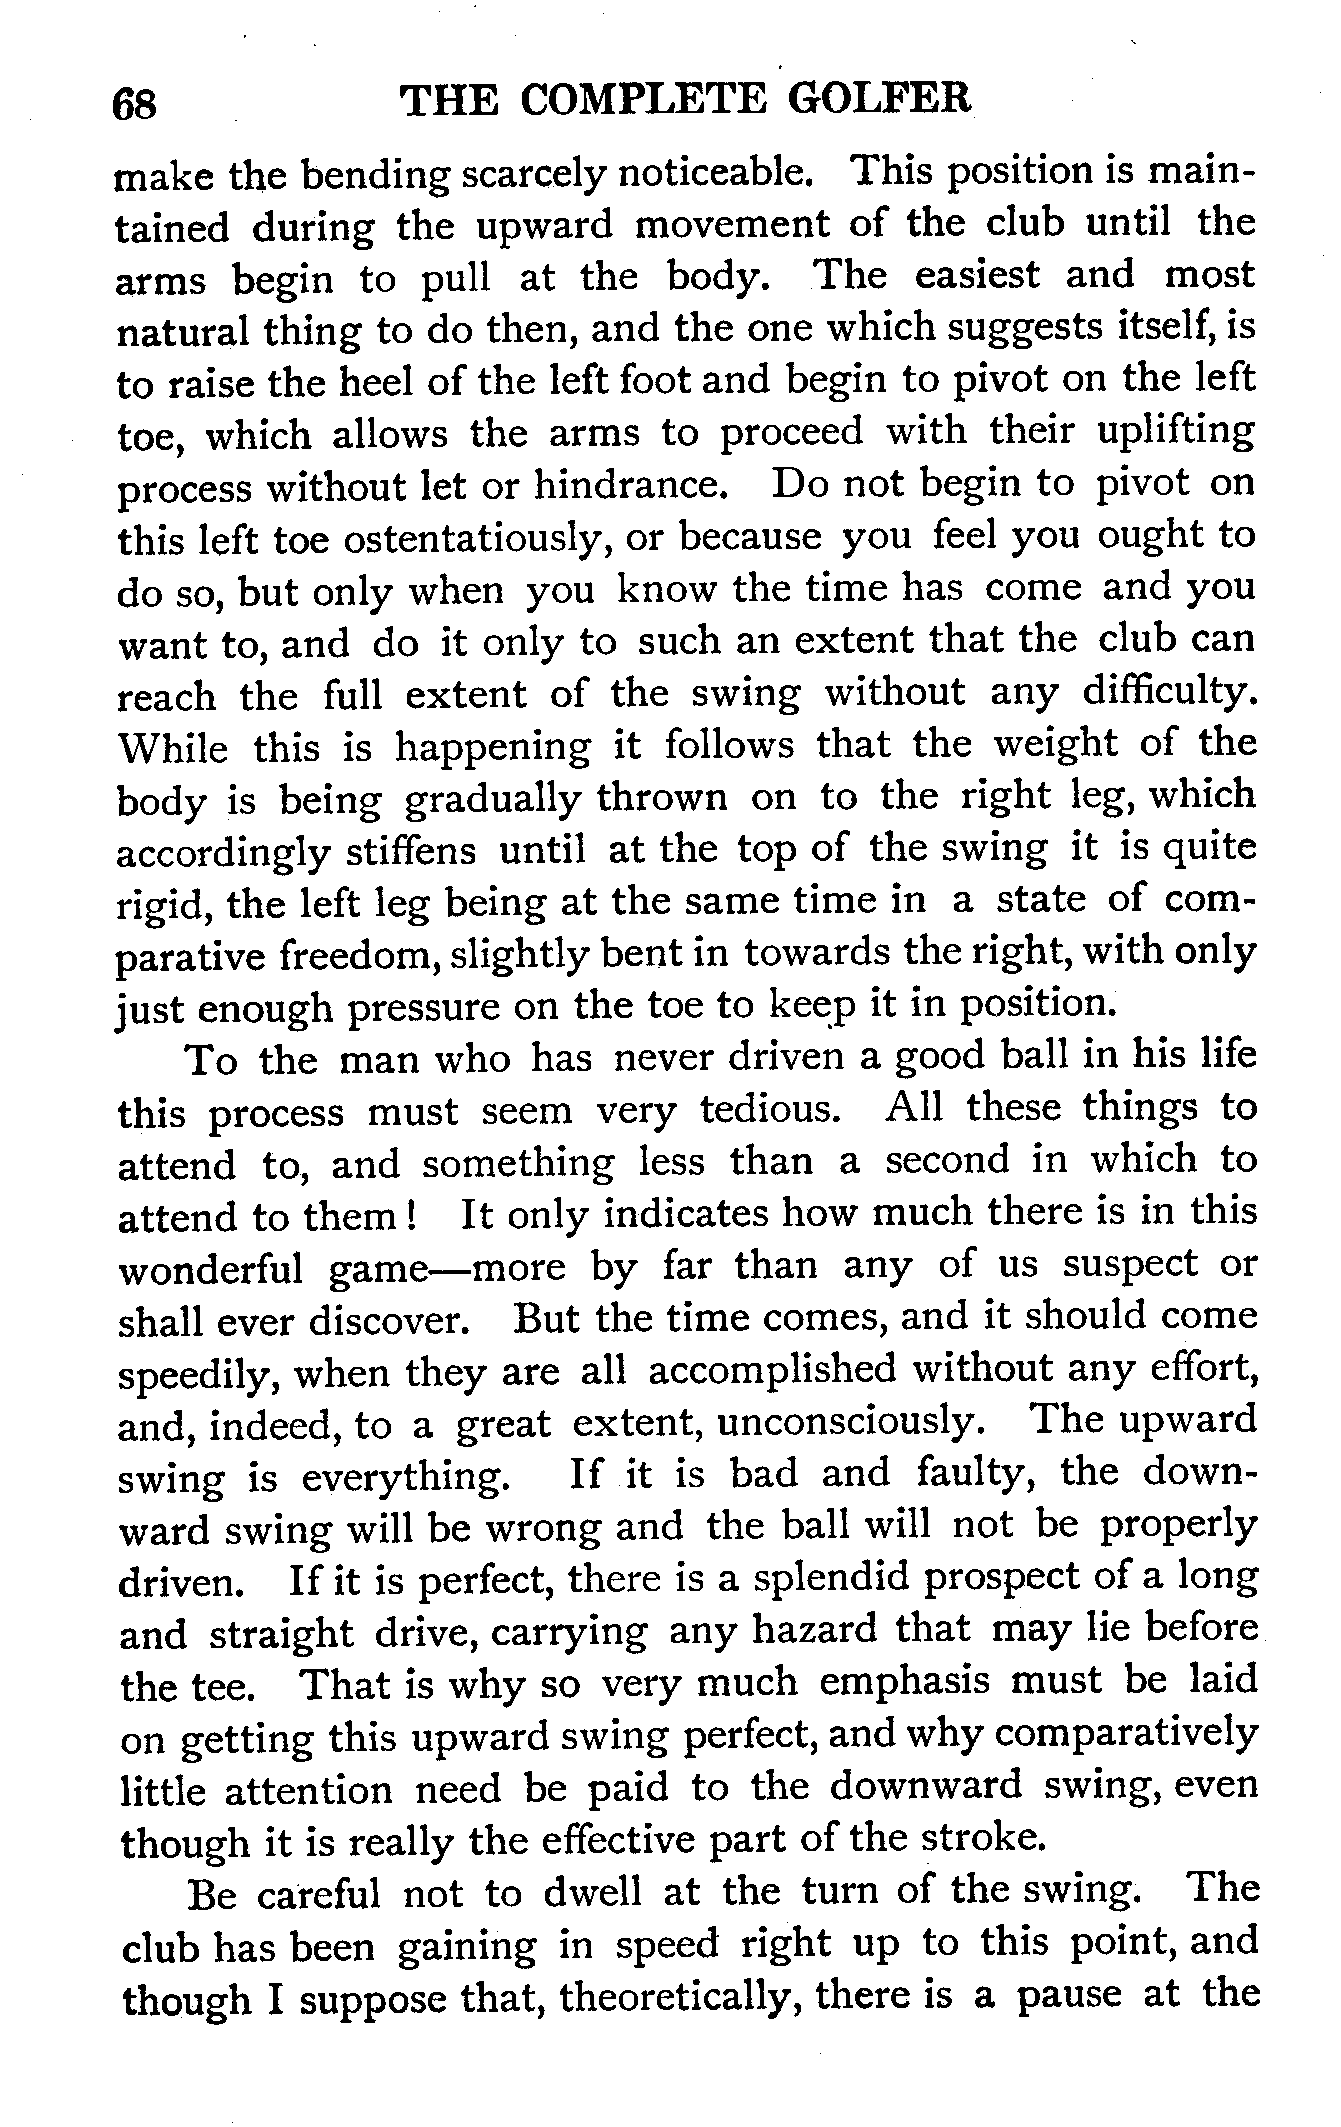 68 THE COMPLETE GOLFER
make the bending scarcely noticeable. This position is main-
tained during the upward movement of the club until the
arms begin to pull at the body. The easiest and most
natural thing to do then, and the one which suggests itself, is
to raise the heel of the left foot and begin to pivot on the left
toe, which allows the arms to proceed with their uplifting
process without let or hindrance. Do not begin to pivot on
this left toe ostentatiously, or because you feel you ought to
do so, but only when you know the time has come and you
want to, and do it only to such an extent that the club can
reach the full extent of the swing without any difficulty.
While this is happening it follows that the weight of the
body is being gradually thrown on to the right leg, which
accordingly stiffens until at the top of the swing it is quite
rigid, the left leg being at the same time in a state of com-
parative freedom, slightly bent in towards the right, with only
just enough pressure on the toe to keep it in position.
To the man who has never driven a good ball in his life
this process must seem very tedious. All these things to
attend to, and something less than a second in which to
attend to them! It only indicates how much there is in this
wonderful game—more by far than any of us suspect or
shall ever discover. But the time comes, and it should come
speedily, when they are all accomplished without any effort,
and, indeed, to a great extent, unconsciously. The upward
swing is everything. If it is bad and faulty, the down-
ward swing will be wrong and the ball will not be properly
driven. If it is perfect, there is a splendid prospect of a long
and straight drive, carrying any hazard that may lie before
the tee. That is why so very much emphasis must be laid
on getting this upward swing perfect, and why comparatively
little attention need be paid to the downward swing, even
though it is really the effective part of the stroke.
Be careful not to dwell at the turn of the swing. The
club has been gaining in speed right up to this point, and
though I suppose that, theoretically, there is a pause at the